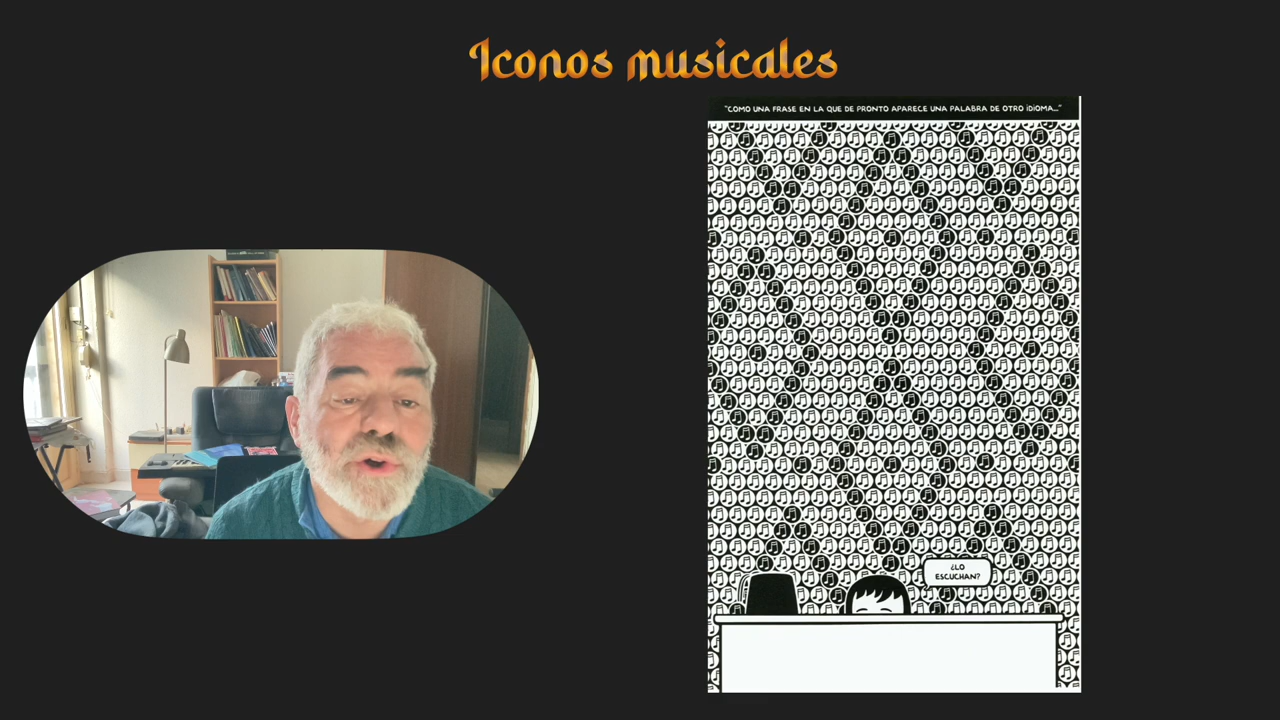 Iconos musicales
"COMO UNA FRASE EN LA QUE DE PRONTO APARECE UNA PALABRA DE OTRO iDiOMA..."
¿LO
ESCUCHAN?